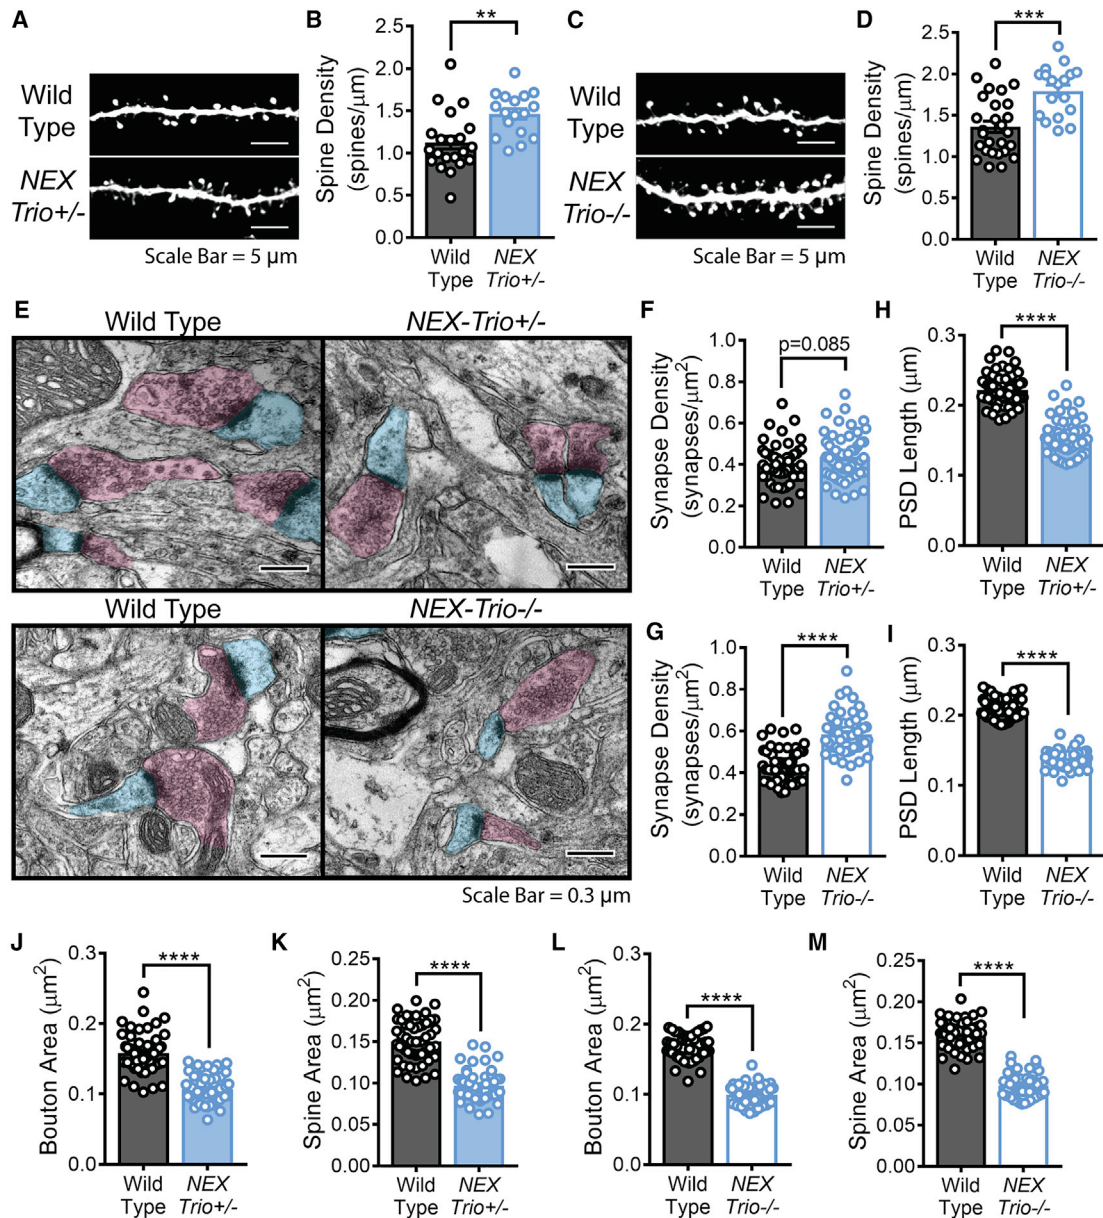 A
Wild
Type
NEX
Trio+/-
Scale Bar = 5 μm
B
**
Spine Density
(spines/μm)
2.5
2.0
1.5
1.0
0.5
0.0
Wild
Type
NEX
Trio+/-
C
Wild
Type
NEX
Trio-/-
Scale Bar = 5 μm
D
***
Spine Density
(spines/μm)
2.5
2.0
1.5
1.0
0.5
0.0
Wild
Type
NEX
Trio-/-
E
Wild Type
NEX-Trio+/-
Wild Type
NEX-Trio-/-
Scale Bar = 0.3 μm
F
p=0.085
Synapse Density
(synapses/μm²)
1.0
0.8
0.6
0.4
0.2
0.0
Wild
Type
NEX
Trio+/-
H
****
PSD Length (μm)
0.3
0.2
0.1
0.0
Wild
Type
NEX
Trio+/-
G
****
Synapse Density
(synapses/μm²)
1.0
0.8
0.6
0.4
0.2
0.0
Wild
Type
NEX
Trio-/-
I
****
PSD Length (μm)
0.3
0.2
0.1
0.0
Wild
Type
NEX
Trio-/-
J
****
Bouton Area (μm²)
0.3
0.2
0.1
0.0
Wild
Type
NEX
Trio+/-
K
****
Spine Area (μm²)
0.25
0.20
0.15
0.10
0.05
0.00
Wild
Type
NEX
Trio+/-
L
****
Bouton Area (μm²)
0.3
0.2
0.1
0.0
Wild
Type
NEX
Trio-/-
M
****
Spine Area (μm²)
0.25
0.20
0.15
0.10
0.05
0.00
Wild
Type
NEX
Trio-/-